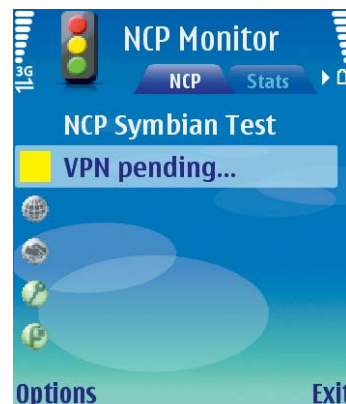 NCP Monitor
3G
NCP Stats
NCP Symbian Test
VPN pending...
Options Exit